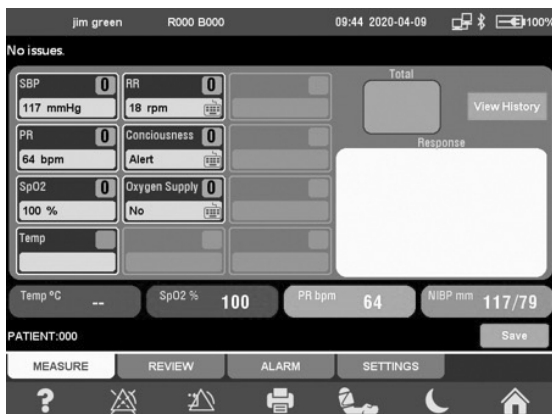 jim green R000 B000 09:44 2020-04-09 100%
No issues.
SBP 0 RR 0 Total
117 mmHg 18 rpm View History
PR 0 Conciousness 0 Response
64 bpm Alert
SpO2 0 Oxygen Supply 0
100 % No
Temp
Temp °C -- SpO2 % 100 PR bpm 64 NIBP mm 117/79
PATIENT:000 Save
MEASURE REVIEW ALARM SETTINGS
?